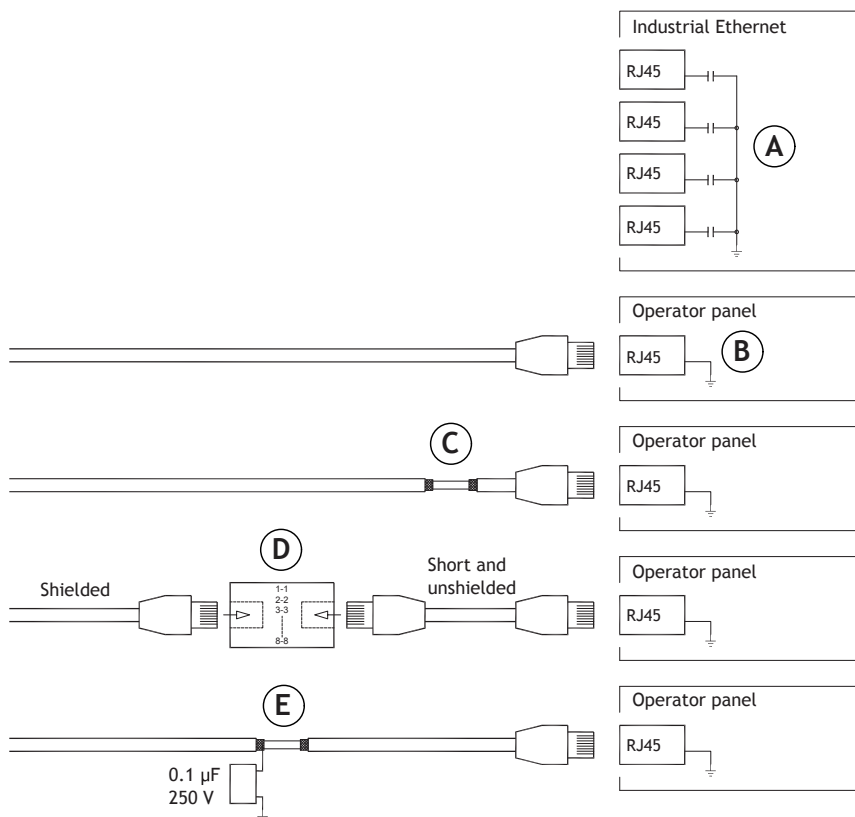 Industrial Ethernet
RJ45
RJ45
A
RJ45
RJ45
Operator panel
RJ45
B
C
Operator panel
RJ45
D
Operator panel
Shielded
1-1
2-2
3-3
8-8
Short and
unshielded
RJ45
E
Operator panel
RJ45
0.1 µF
250 V